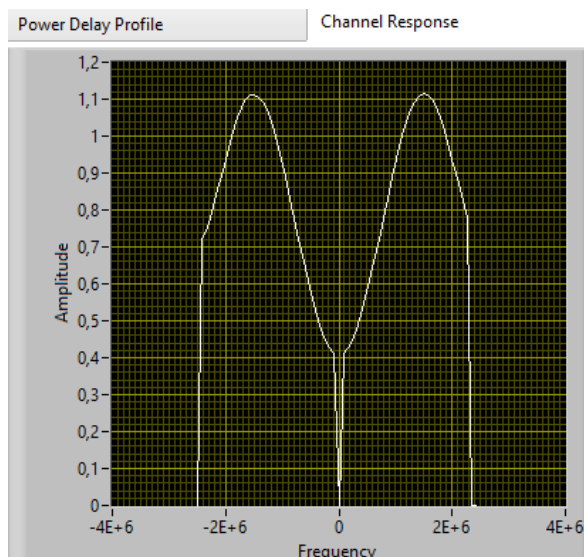 Power Delay Profile
Channel Response
1,2
1,1
1
0,9
0,8
0,7
0,6
0,5
0,4
0,3
0,2
0,1
0
Amplitude
-4E+6 -2E+6 0 2E+6 4E+6
Frequency